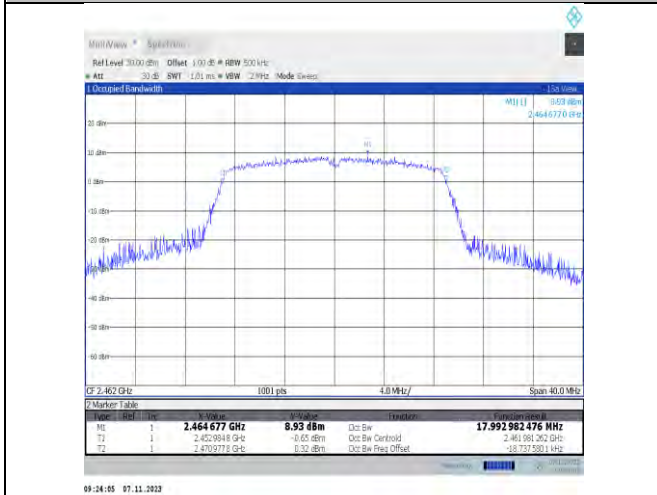 MultiView Spectrum
Ref Level 30.00 dBm Offset 1.00 dB RBW 500 kHz
Att 30 dB SWT 1.01 ms VBW 2 MHz Mode Sweep
1 Occupied Bandwidth
M1[1] 8.93 dBm
2.4646770 GHz
20 dBm
M1
10 dBm
T1 T2
0 dBm
-10 dBm
-20 dBm
-40 dBm
-50 dBm
-60 dBm
CF 2.462 GHz 1001 pts 4.0 MHz/ Span 40.0 MHz
2 Marker Table
Type Ref Trc X-Value Y-Value Function Function Result
M1 1 2.464 677 GHz 8.93 dBm Occ Bw 17.992 982 476 MHz
T1 1 2.4529848 GHz -0.65 dBm Occ Bw Centroid 2.461 981 262 GHz
T2 1 2.4709778 GHz 0.32 dBm Occ Bw Freq Offset -18.737 580 1 kHz
09:24:05 07.11.2023